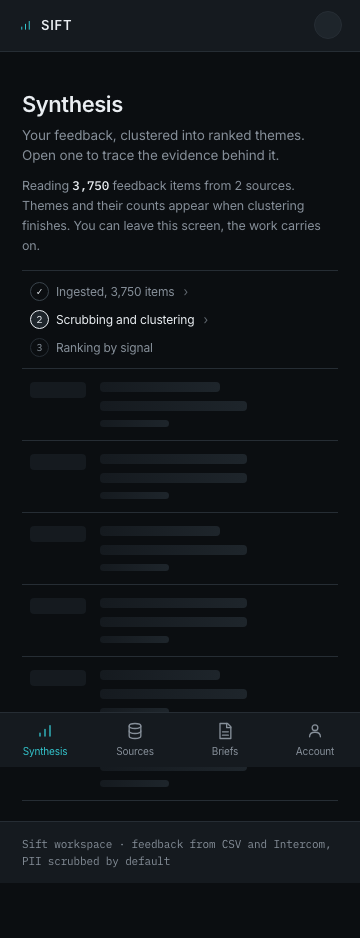 SIFT
Synthesis
Your feedback, clustered into ranked themes.
Open one to trace the evidence behind it.
Reading 3,750 feedback items from 2 sources.
Themes and their counts appear when clustering
finishes. You can leave this screen, the work carries
on.
✓ Ingested, 3,750 items ›
2 Scrubbing and clustering ›
3 Ranking by signal
Synthesis Sources Briefs Account
Sift workspace · feedback from CSV and Intercom,
PII scrubbed by default